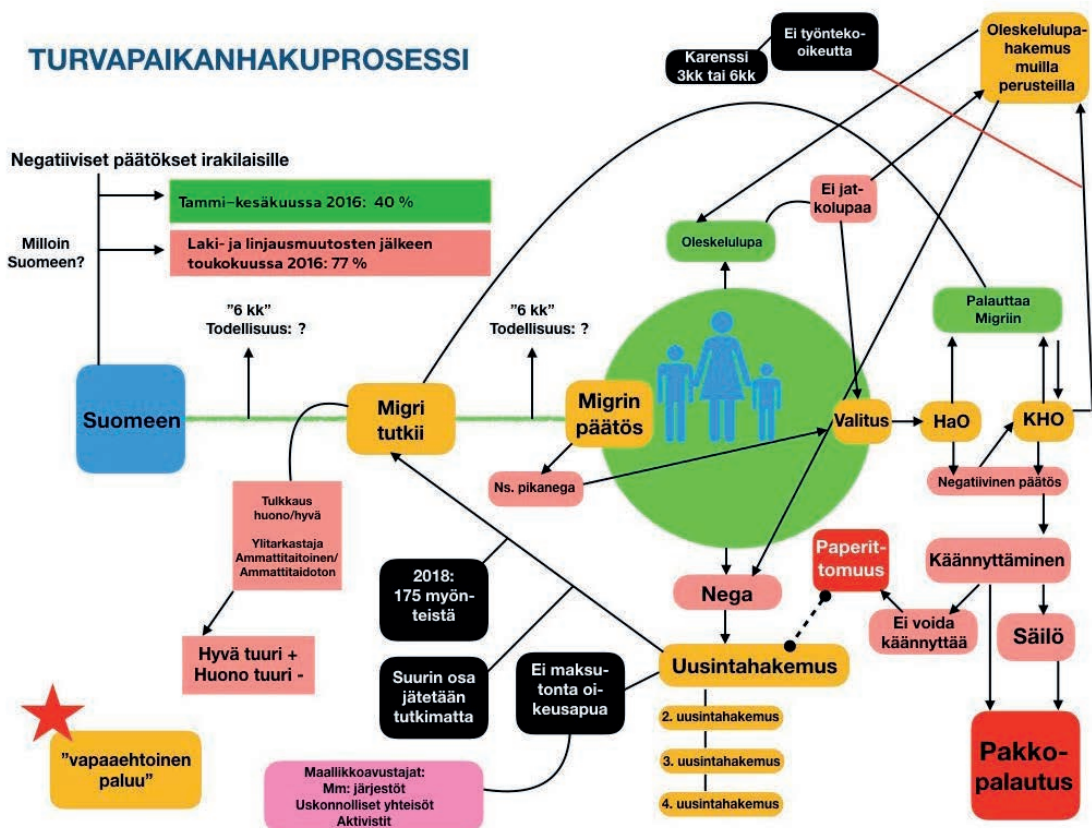 TURVAPAIKANHAKUPROSESSI
Karenssi
3kk tai 6kk
Ei työnteko-
oikeutta
Oleskelulupa-
hakemus
muilla
perusteilla
Negatiiviset päätökset irakilaisille
Tammi–kesäkuussa 2016: 40 %
Milloin
Suomeen?
Laki- ja linjausmuutosten jälkeen
toukokuussa 2016: 77 %
Ei jat-
kolupaa
Oleskelulupa
"6 kk"
Todellisuus: ?
"6 kk"
Todellisuus: ?
Palauttaa
Migriin
Suomeen
Migri
tutkii
Migrin
päätös
Valitus
HaO
KHO
Ns. pikanega
Negatiivinen päätös
Tulkkaus
huono/hyvä
Ylitarkastaja
Ammattitaitoinen/
Ammattitaidoton
2018:
175 myön-
teistä
Nega
Paperit-
tomuus
Käännyttäminen
Ei voida
käännyttää
Säilö
Hyvä tuuri +
Huono tuuri -
Suurin osa
jätetään
tutkimatta
Ei maksu-
tonta oi-
keusapua
Uusintahakemus
2. uusintahakemus
3. uusintahakemus
4. uusintahakemus
Pakko-
palautus
"vapaaehtoinen
paluu"
Maallikkoavustajat:
Mm: järjestöt
Uskonnolliset yhteisöt
Aktivistit